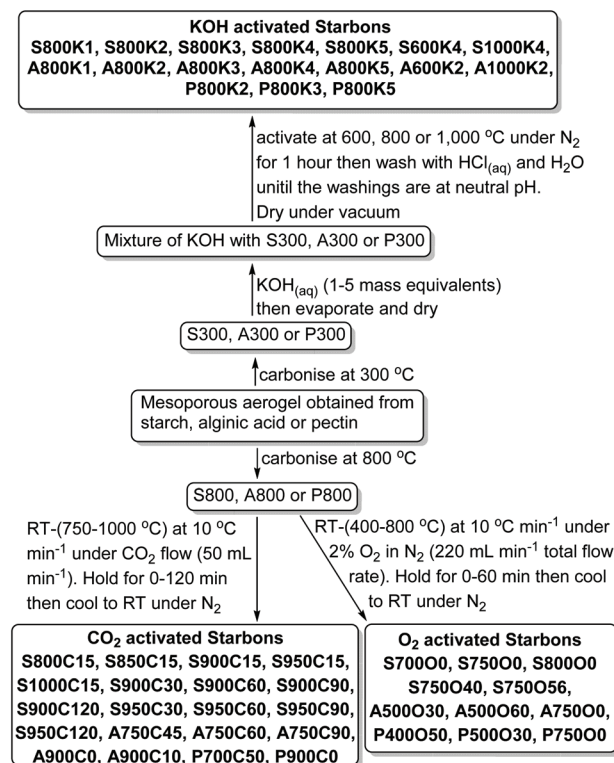 KOH activated Starbons
S800K1, S800K2, S800K3, S800K4, S800K5, S600K4, S1000K4,
A800K1, A800K2, A800K3, A800K4, A800K5, A600K2, A1000K2,
P800K2, P800K3, P800K5
activate at 600, 800 or 1,000 ºC under N₂
for 1 hour then wash with HCl₍aq₎ and H₂O
unitil the washings are at neutral pH.
Dry under vacuum
Mixture of KOH with S300, A300 or P300
KOH₍aq₎ (1-5 mass equivalents)
then evaporate and dry
S300, A300 or P300
carbonise at 300 ºC
Mesoporous aerogel obtained from
starch, alginic acid or pectin
carbonise at 800 ºC
S800, A800 or P800
RT-(750-1000 ºC) at 10 ºC
min⁻¹ under CO₂ flow (50 mL
min⁻¹). Hold for 0-120 min
then cool to RT under N₂
RT-(400-800 ºC) at 10 ºC min⁻¹ under
2% O₂ in N₂ (220 mL min⁻¹ total flow
rate). Hold for 0-60 min then cool
to RT under N₂
CO₂ activated Starbons
S800C15, S850C15, S900C15, S950C15,
S1000C15, S900C30, S900C60, S900C90,
S900C120, S950C30, S950C60, S950C90,
S950C120, A750C45, A750C60, A750C90,
A900C0, A900C10, P700C50, P900C0
O₂ activated Starbons
S700O0, S750O0, S800O0
S750O40, S750O56,
A500O30, A500O60, A750O0,
P400O50, P500O30, P750O0